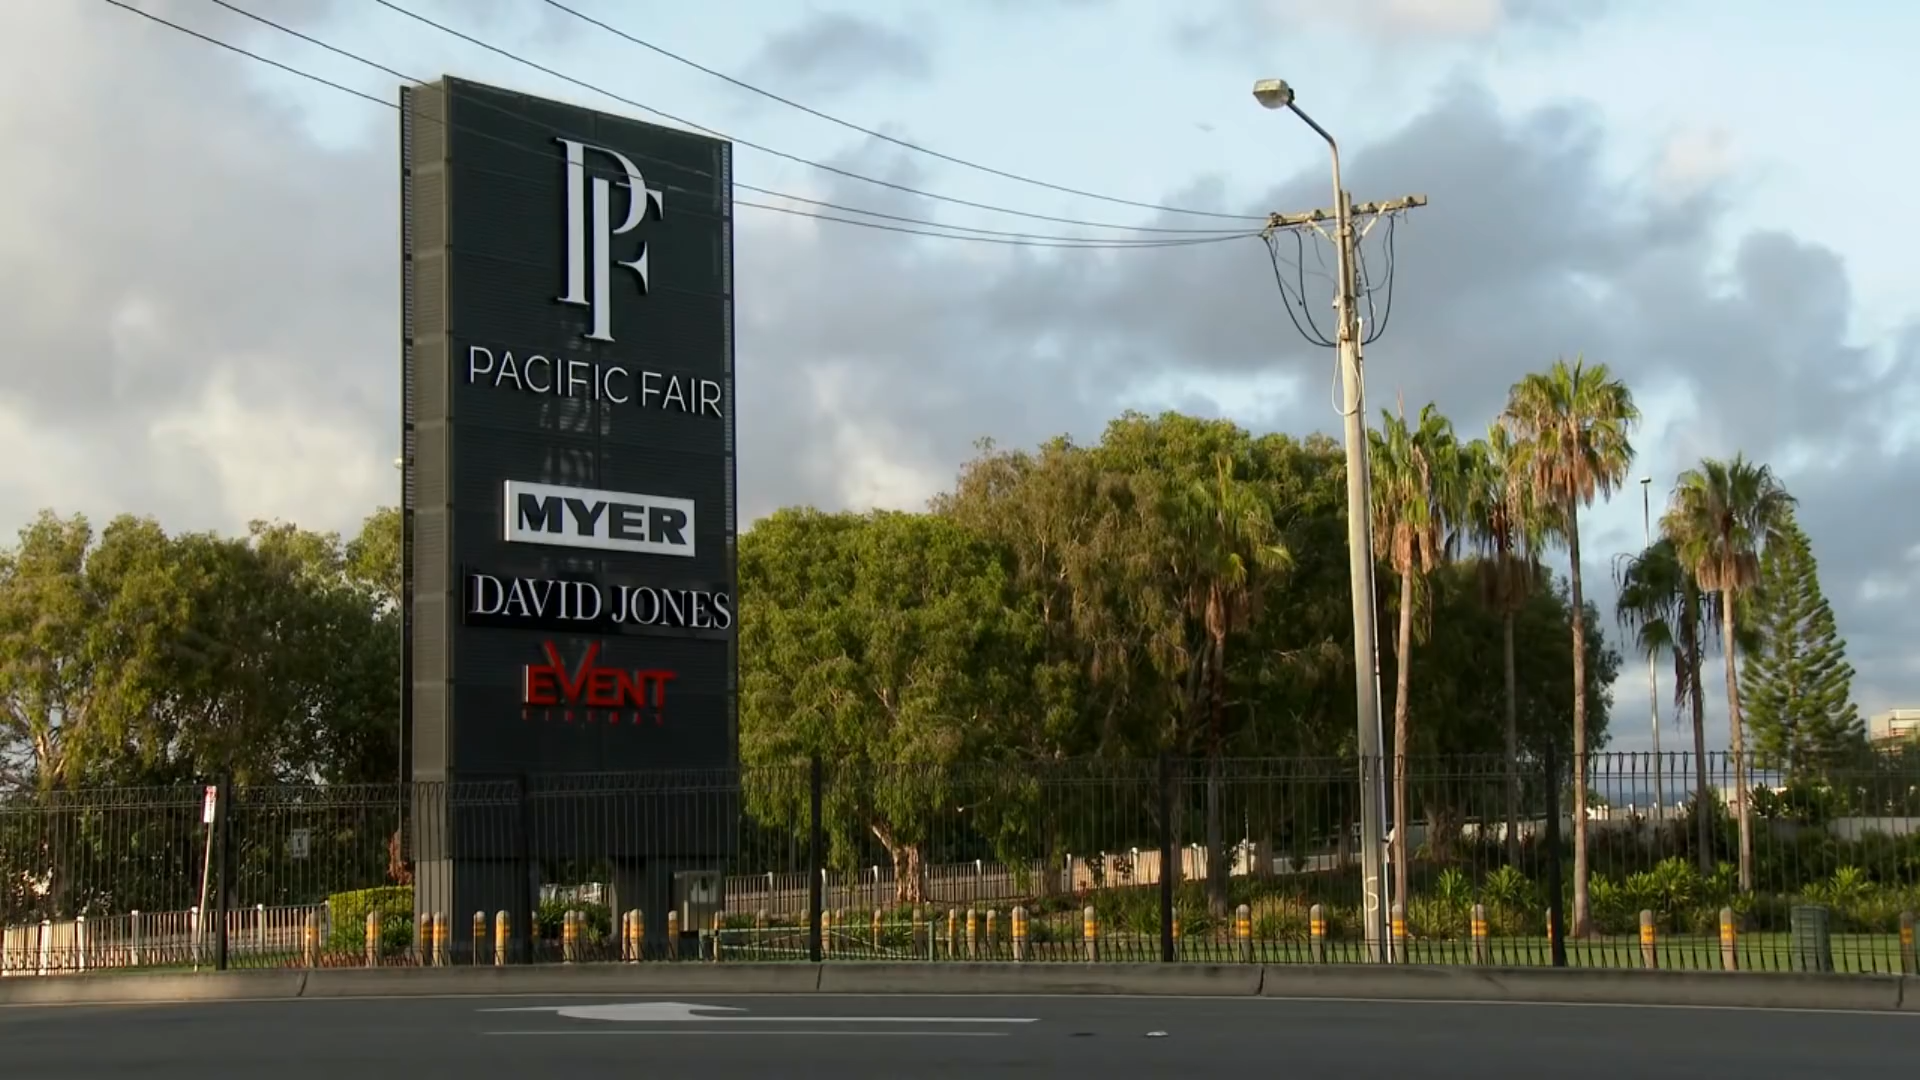 PF
PACIFIC FAIR
MYER
DAVID JONES
EVENT